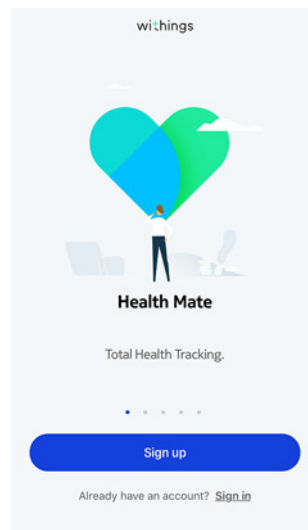 withings
Health Mate
Total Health Tracking.
Sign up
Already have an account? Sign in